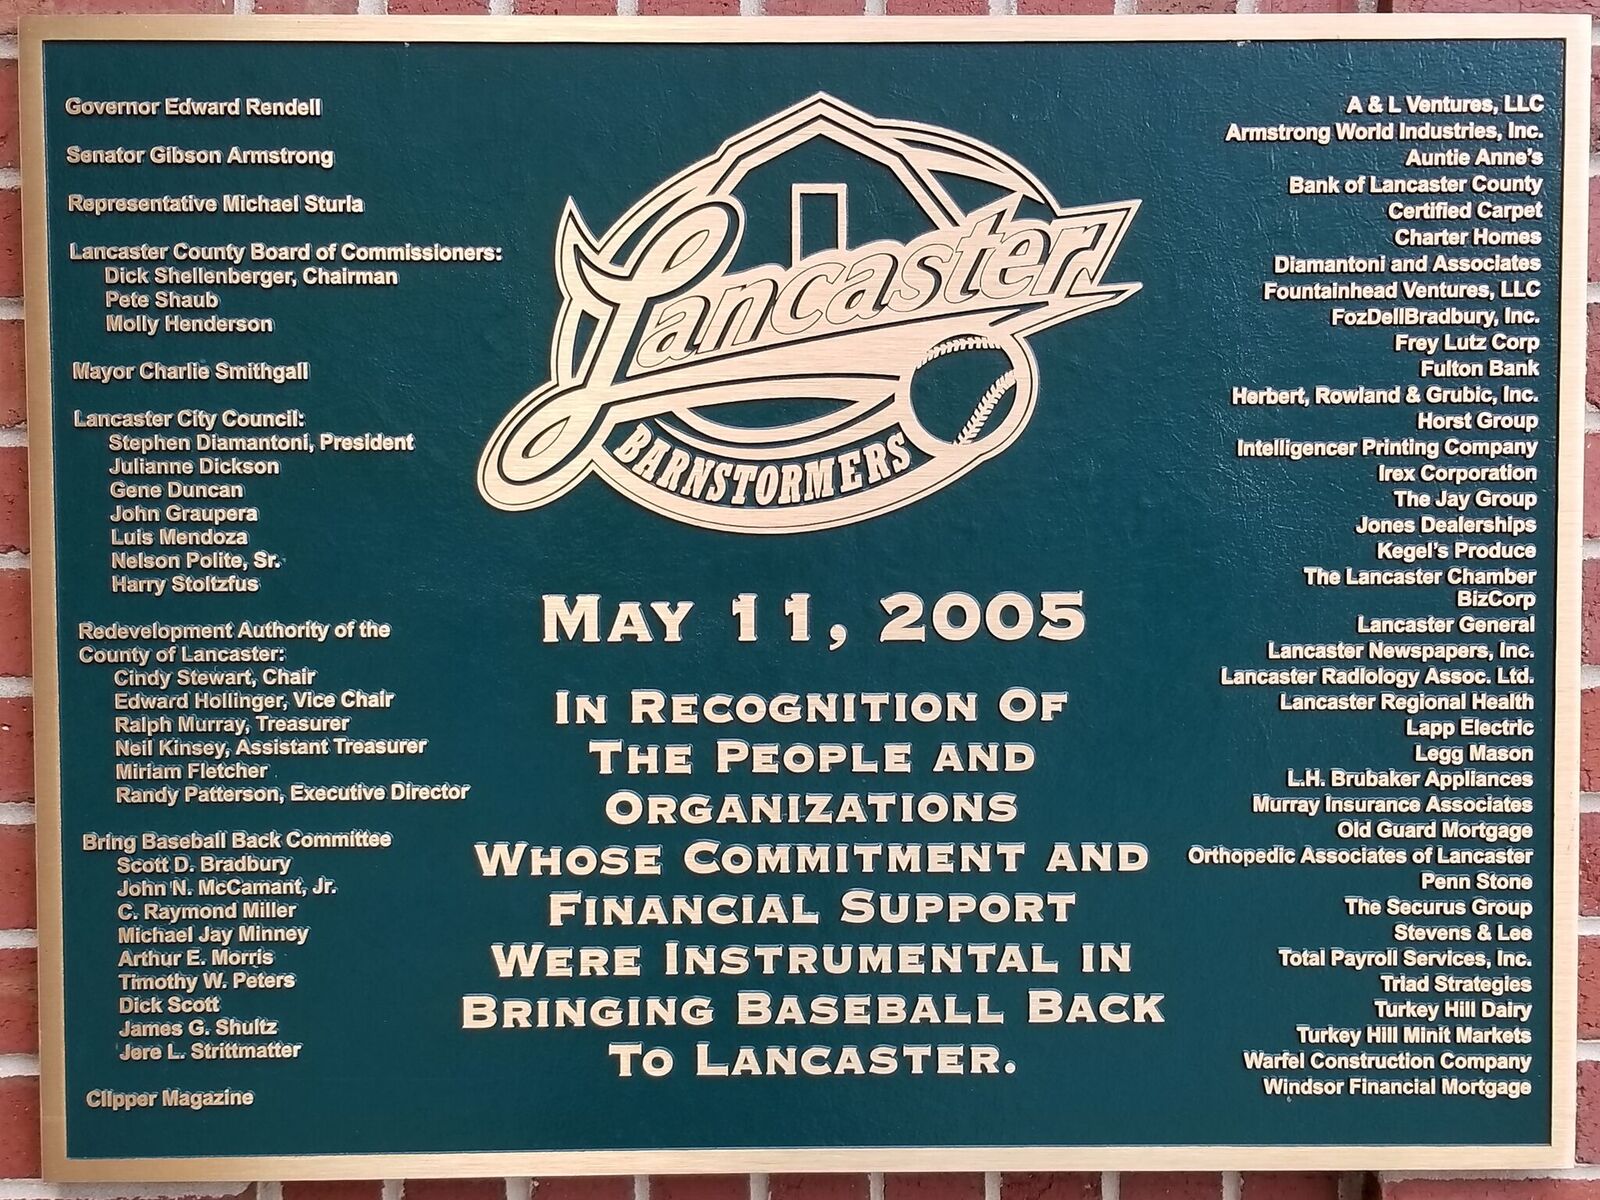 Governor Edward Rendell
Senator Gibson Armstrong
Representative Michael Sturla
Lancaster County Board of Commissioners:
Dick Shellenberger, Chairman
Pete Shaub
Molly Henderson
Mayor Charlie Smithgall
Lancaster City Council:
Stephen Diamantoni, President
Julianne Dickson
Gene Duncan
John Graupera
Luis Mendoza
Nelson Polite, Sr.
Harry Stoltzfus
Redevelopment Authority of the
County of Lancaster:
Cindy Stewart, Chair
Edward Hollinger, Vice Chair
Ralph Murray, Treasurer
Neil Kinsey, Assistant Treasurer
Miriam Fletcher
Randy Patterson, Executive Director
Bring Baseball Back Committee
Scott D. Bradbury
John N. McCamant, Jr.
C. Raymond Miller
Michael Jay Minney
Arthur E. Morris
Timothy W. Peters
Dick Scott
James G. Shultz
Jere L. Strittmatter
Clipper Magazine
Lancaster
BARNSTORMERS
MAY 11, 2005
IN RECOGNITION OF
THE PEOPLE AND
ORGANIZATIONS
WHOSE COMMITMENT AND
FINANCIAL SUPPORT
WERE INSTRUMENTAL IN
BRINGING BASEBALL BACK
TO LANCASTER.
A & L Ventures, LLC
Armstrong World Industries, Inc.
Auntie Anne's
Bank of Lancaster County
Certified Carpet
Charter Homes
Diamantoni and Associates
Fountainhead Ventures, LLC
FozDellBradbury, Inc.
Frey Lutz Corp
Fulton Bank
Herbert, Rowland & Grubic, Inc.
Horst Group
Intelligencer Printing Company
Irex Corporation
The Jay Group
Jones Dealerships
Kegel's Produce
The Lancaster Chamber
BizCorp
Lancaster General
Lancaster Newspapers, Inc.
Lancaster Radiology Assoc. Ltd.
Lancaster Regional Health
Lapp Electric
Legg Mason
L.H. Brubaker Appliances
Murray Insurance Associates
Old Guard Mortgage
Orthopedic Associates of Lancaster
Penn Stone
The Securus Group
Stevens & Lee
Total Payroll Services, Inc.
Triad Strategies
Turkey Hill Dairy
Turkey Hill Minit Markets
Warfel Construction Company
Windsor Financial Mortgage